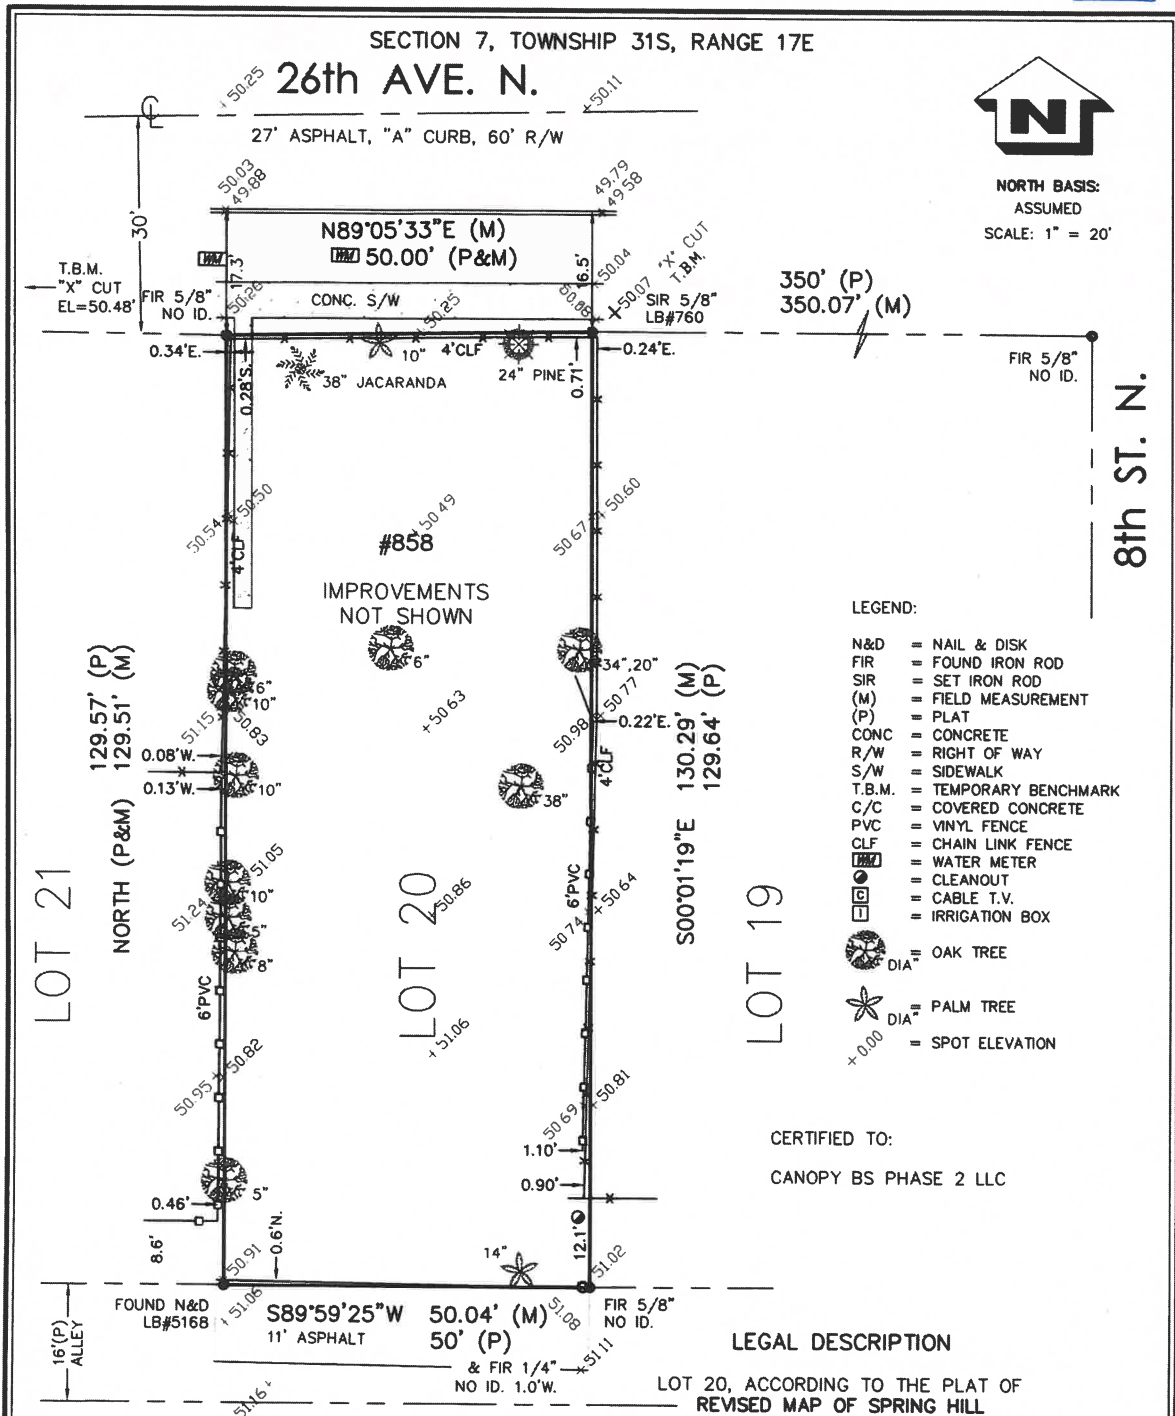 SECTION 7, TOWNSHIP 31S, RANGE 17E
26th AVE. N.
+50.25
+50.11
27' ASPHALT, "A" CURB, 60' R/W
30'
50.03
49.88
49.79
49.58
N89°05'33"E (M)
WM 50.00' (P&M)
WM
17.3'
16.5'
N
NORTH BASIS:
ASSUMED
SCALE: 1" = 20'
T.B.M.
"X" CUT
EL=50.48'
FIR 5/8"
NO ID.
50.26
CONC. S/W
50.25
50.04
+50.07 "X" CUT
T.B.M.
SIR 5/8"
LB#760
350' (P)
350.07' (M)
FIR 5/8"
NO ID.
0.34'E.
0.28'S.
38" JACARANDA
10"
4'CLF
24" PINE
0.71'
0.24'E.
8th ST. N.
50.54
+50.50
4'CLF
+50.49
50.67
+50.60
#858
IMPROVEMENTS
NOT SHOWN
6"
34",20"
6"
10"
51.15
50.83
+50.63
50.98
+50.77
0.22'E.
4'CLF
129.57' (P)
129.51' (M)
NORTH (P&M)
0.08'W.
0.13'W.
10"
38"
130.29' (M)
129.64' (P)
S00°01'19"E
LOT 21
51.05
51.24
10"
5"
8"
6'PVC
LOT 20
+50.86
6'PVC
50.74
+50.64
LOT 19
+51.06
50.95
+50.82
50.69
+50.81
1.10'
0.90'
5"
0.46'
8.6'
0.6'N.
14"
12.1'
50.91
51.02
LEGEND:
N&D = NAIL & DISK
FIR = FOUND IRON ROD
SIR = SET IRON ROD
(M) = FIELD MEASUREMENT
(P) = PLAT
CONC = CONCRETE
R/W = RIGHT OF WAY
S/W = SIDEWALK
T.B.M. = TEMPORARY BENCHMARK
C/C = COVERED CONCRETE
PVC = VINYL FENCE
CLF = CHAIN LINK FENCE
WM = WATER METER
= CLEANOUT
C = CABLE T.V.
I = IRRIGATION BOX
DIA" = OAK TREE
DIA" = PALM TREE
+0.00 = SPOT ELEVATION
CERTIFIED TO:
CANOPY BS PHASE 2 LLC
FOUND N&D
LB#5168
+51.06
S89°59'25"W 50.04' (M)
11' ASPHALT 50' (P)
51.08
FIR 5/8"
NO ID.
16'(P)
ALLEY
& FIR 1/4"
NO ID. 1.0'W.
51.11
51.16+
LEGAL DESCRIPTION
LOT 20, ACCORDING TO THE PLAT OF
REVISED MAP OF SPRING HILL